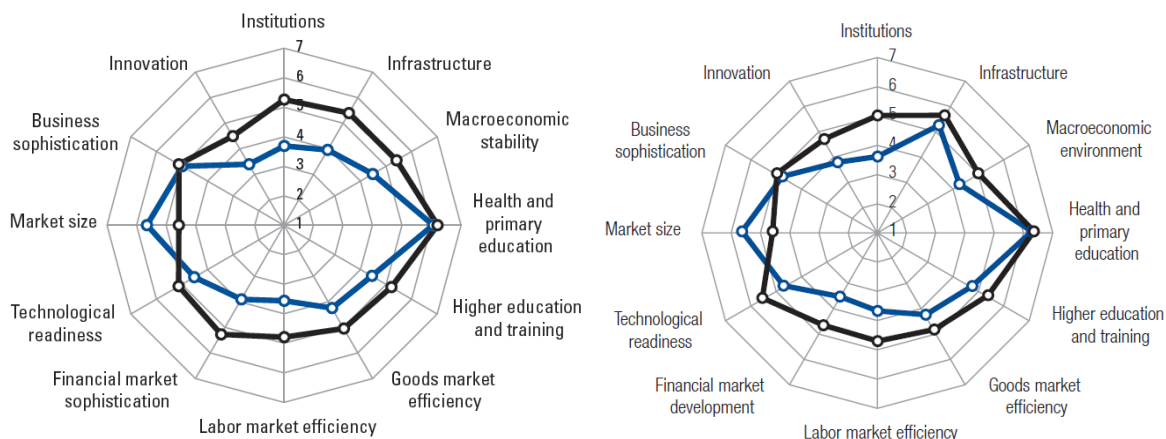 Institutions
7
6
5
4
3
2
1
Infrastructure
Macroeconomic
stability
Health and
primary
education
Higher education
and training
Goods market
efficiency
Labor market efficiency
Financial market
sophistication
Technological
readiness
Market size
Business
sophistication
Innovation
Institutions
7
6
5
4
3
2
1
Infrastructure
Macroeconomic
environment
Health and
primary
education
Higher education
and training
Goods market
efficiency
Labor market efficiency
Financial market
development
Technological
readiness
Market size
Business
sophistication
Innovation